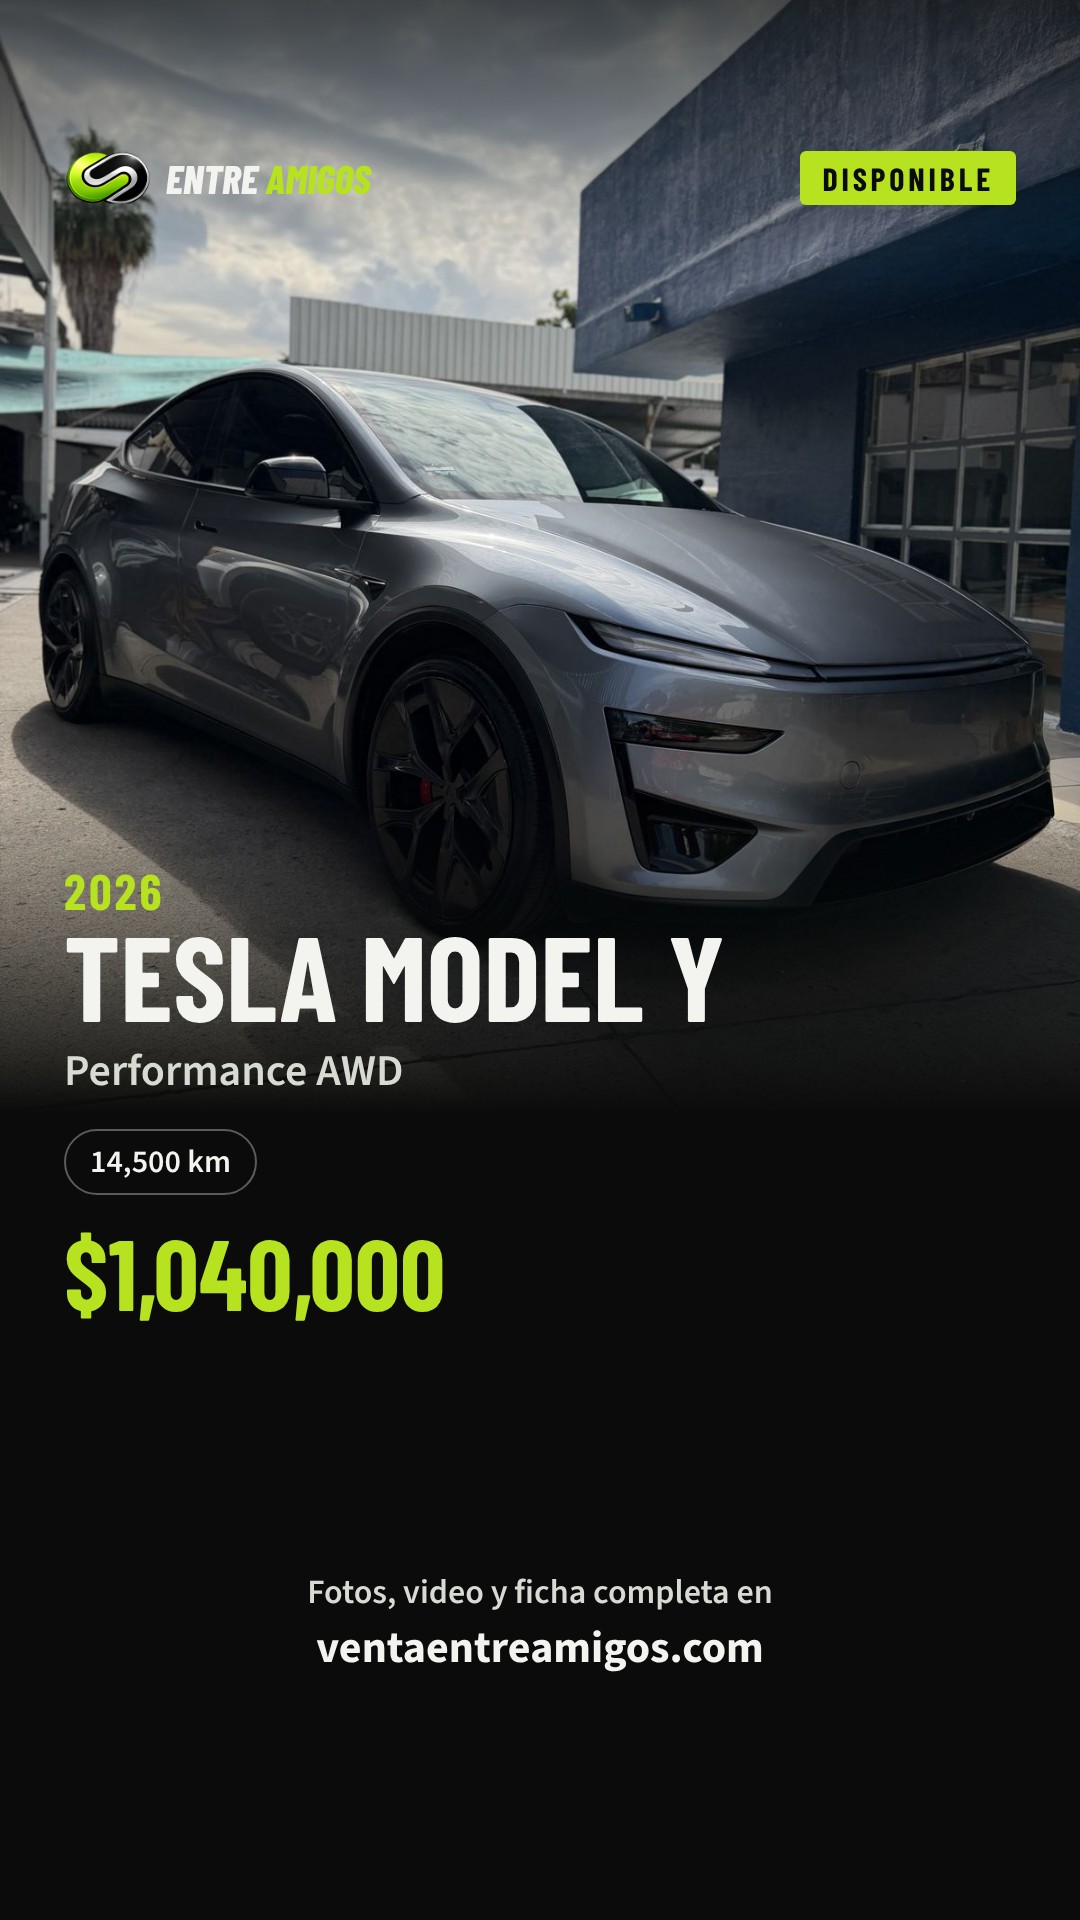 ENTRE AMIGOS
DISPONIBLE
2026
TESLA MODEL Y
Performance AWD
14,500 km
$1,040,000
Fotos, video y ficha completa en
ventaentreamigos.com